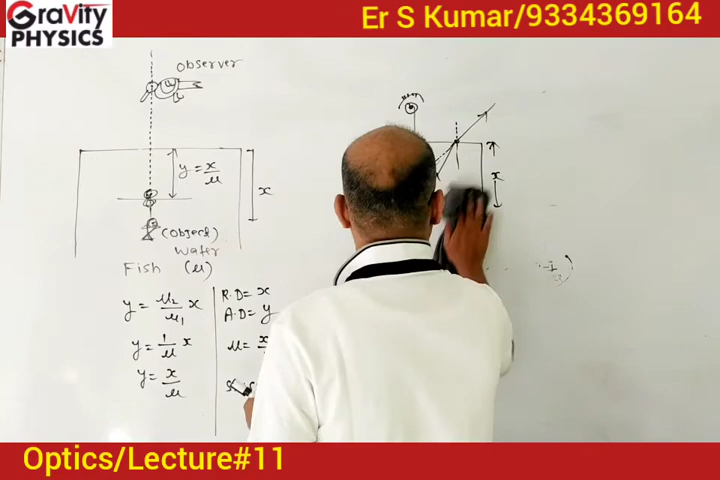 GRAVITY
PHYSICS
Er S Kumar/9334369164
observer
y = x/μ
x
(Object)
Water
Fish (μ)
y = μ₂/μ₁ x
y = 1/μ x
y = x/μ
R.D = x
A.D = y
μ = x
x
Optics/Lecture#11